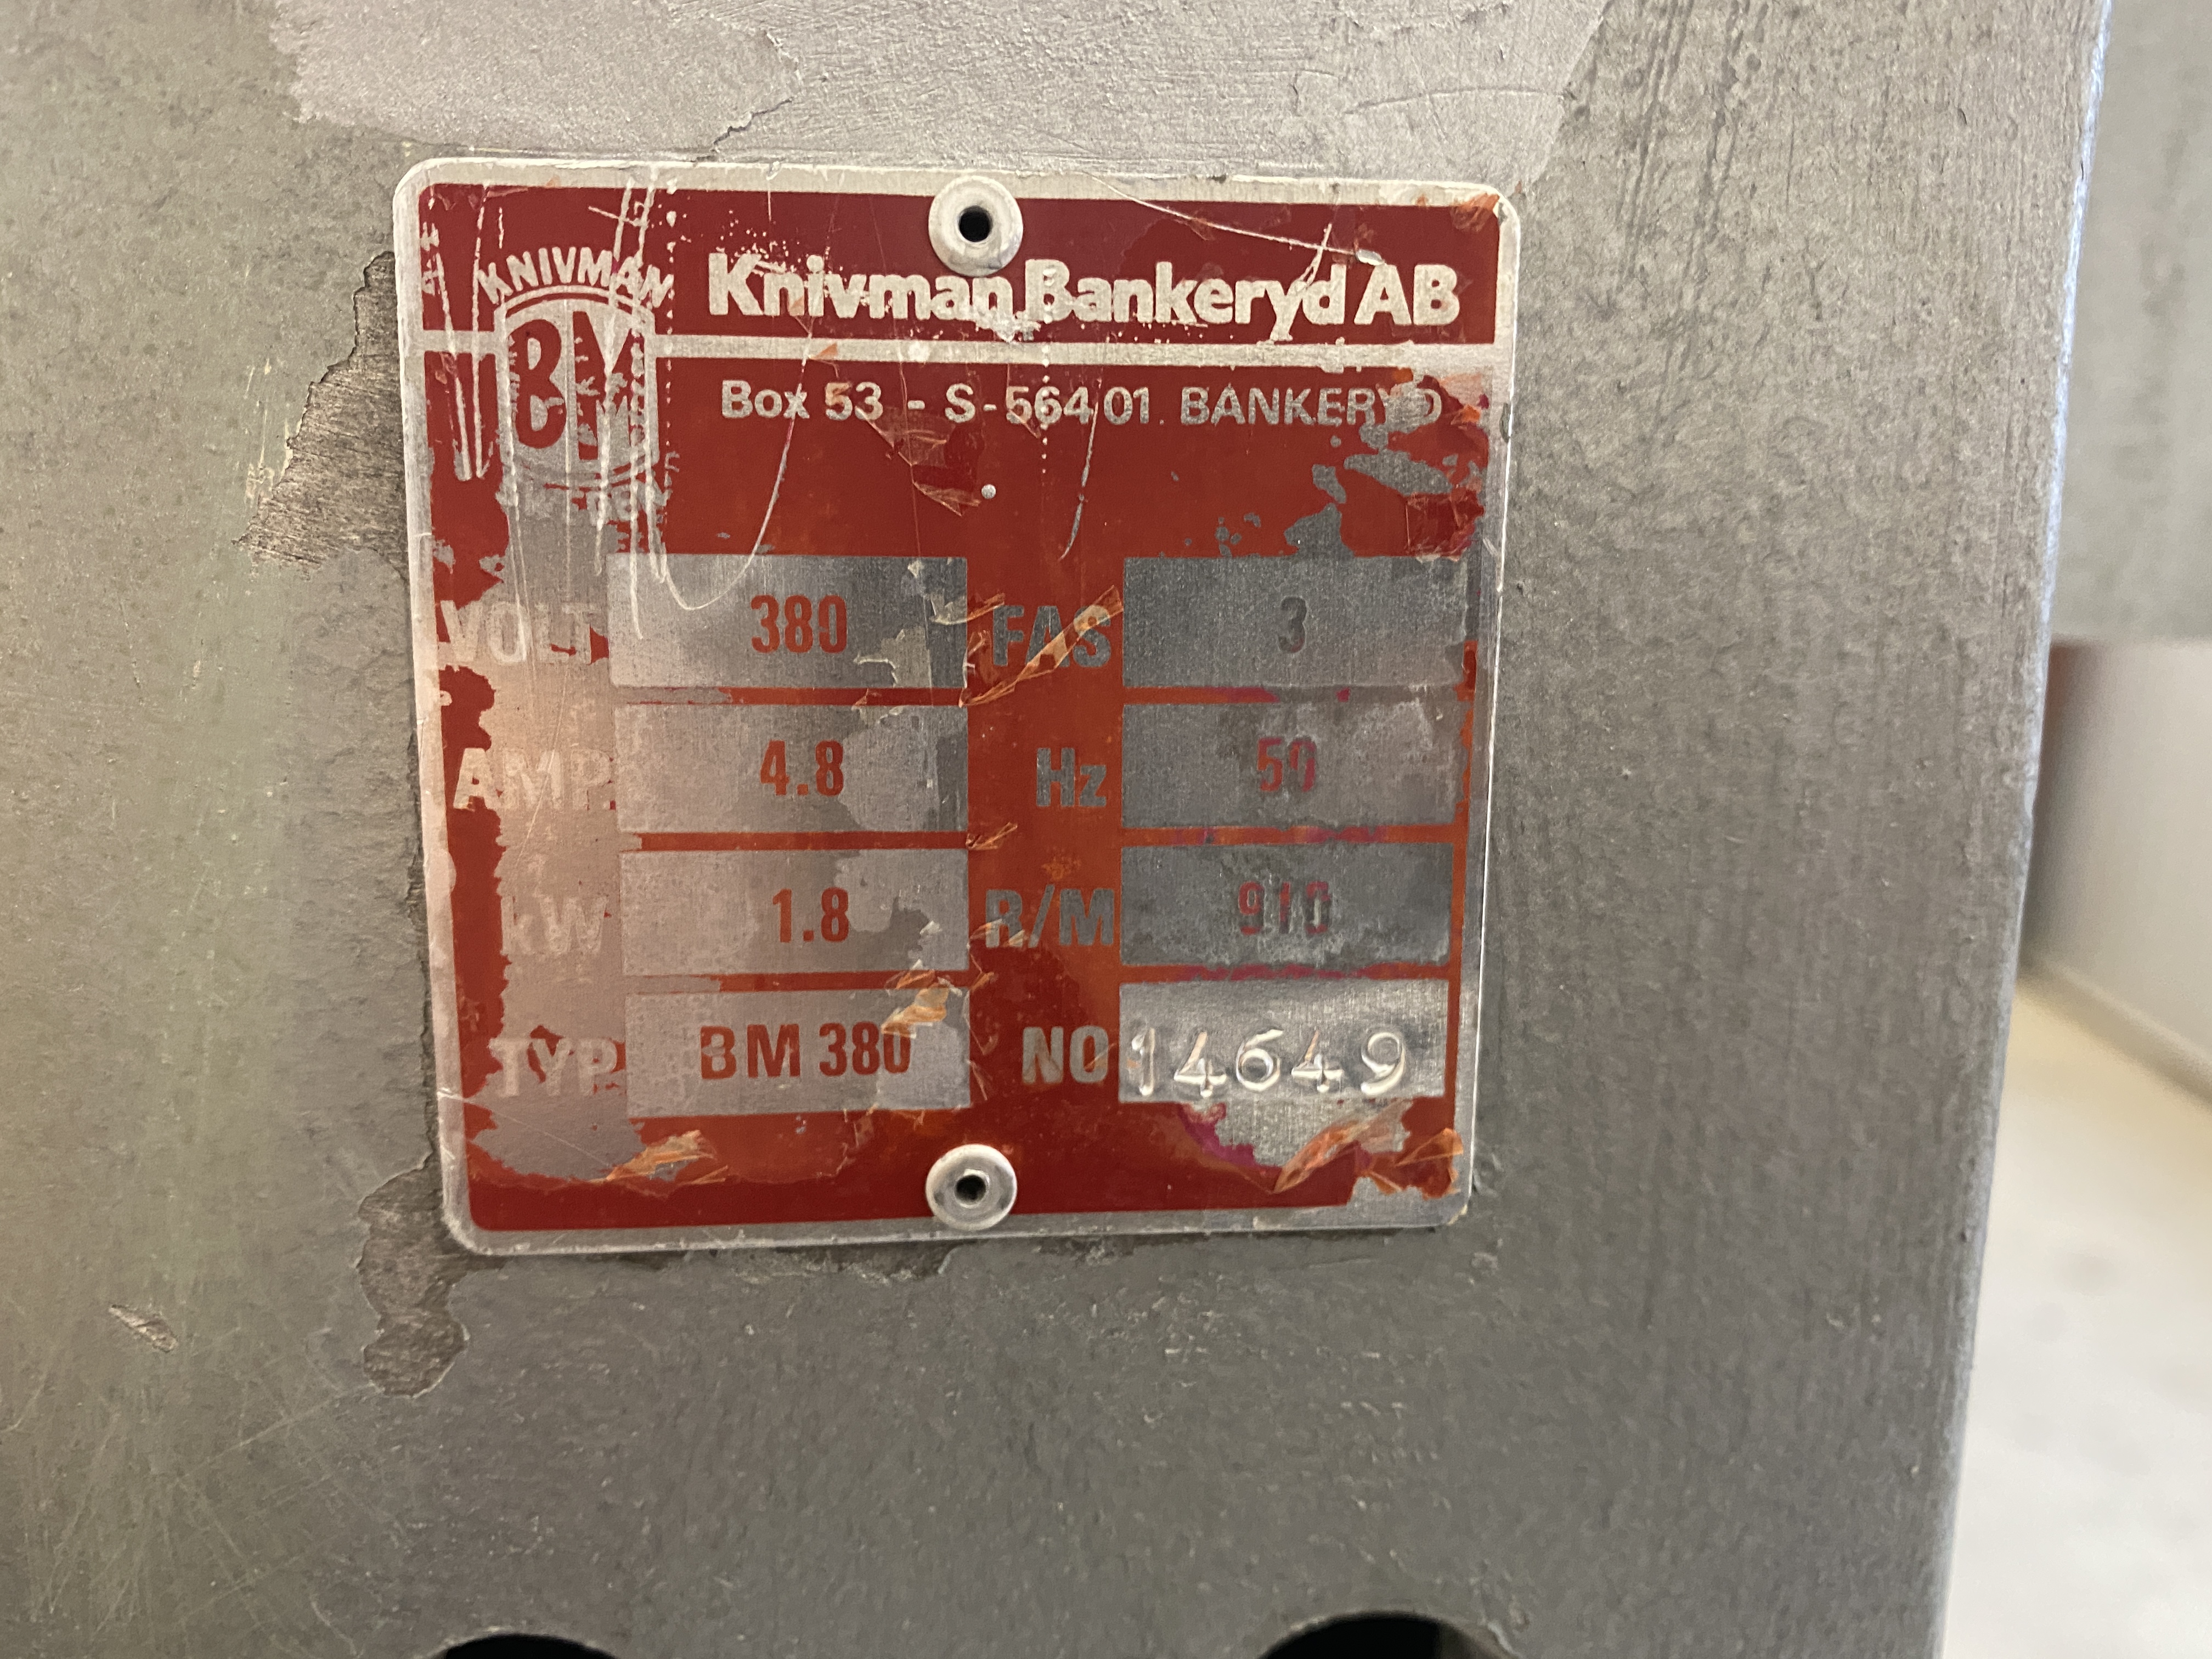 KNIVMAN
BM
Knivman Bankeryd AB
Box 53 - S-564 01 BANKERYD
VOLT 380 FAS 3
AMP. 4.8 Hz 50
kW 1.8 R/M 910
TYP BM 380 NO 14649